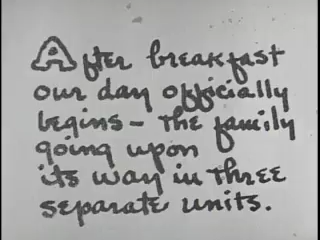 After breakfast
our day officially
begins - the family
going upon
its way in three
separate units.